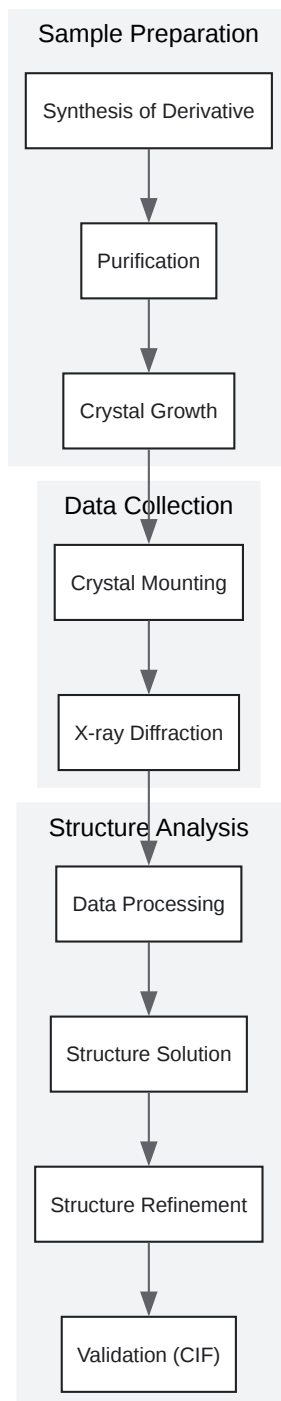 Sample Preparation
Synthesis of Derivative
Purification
Crystal Growth
Data Collection
Crystal Mounting
X-ray Diffraction
Structure Analysis
Data Processing
Structure Solution
Structure Refinement
Validation (CIF)